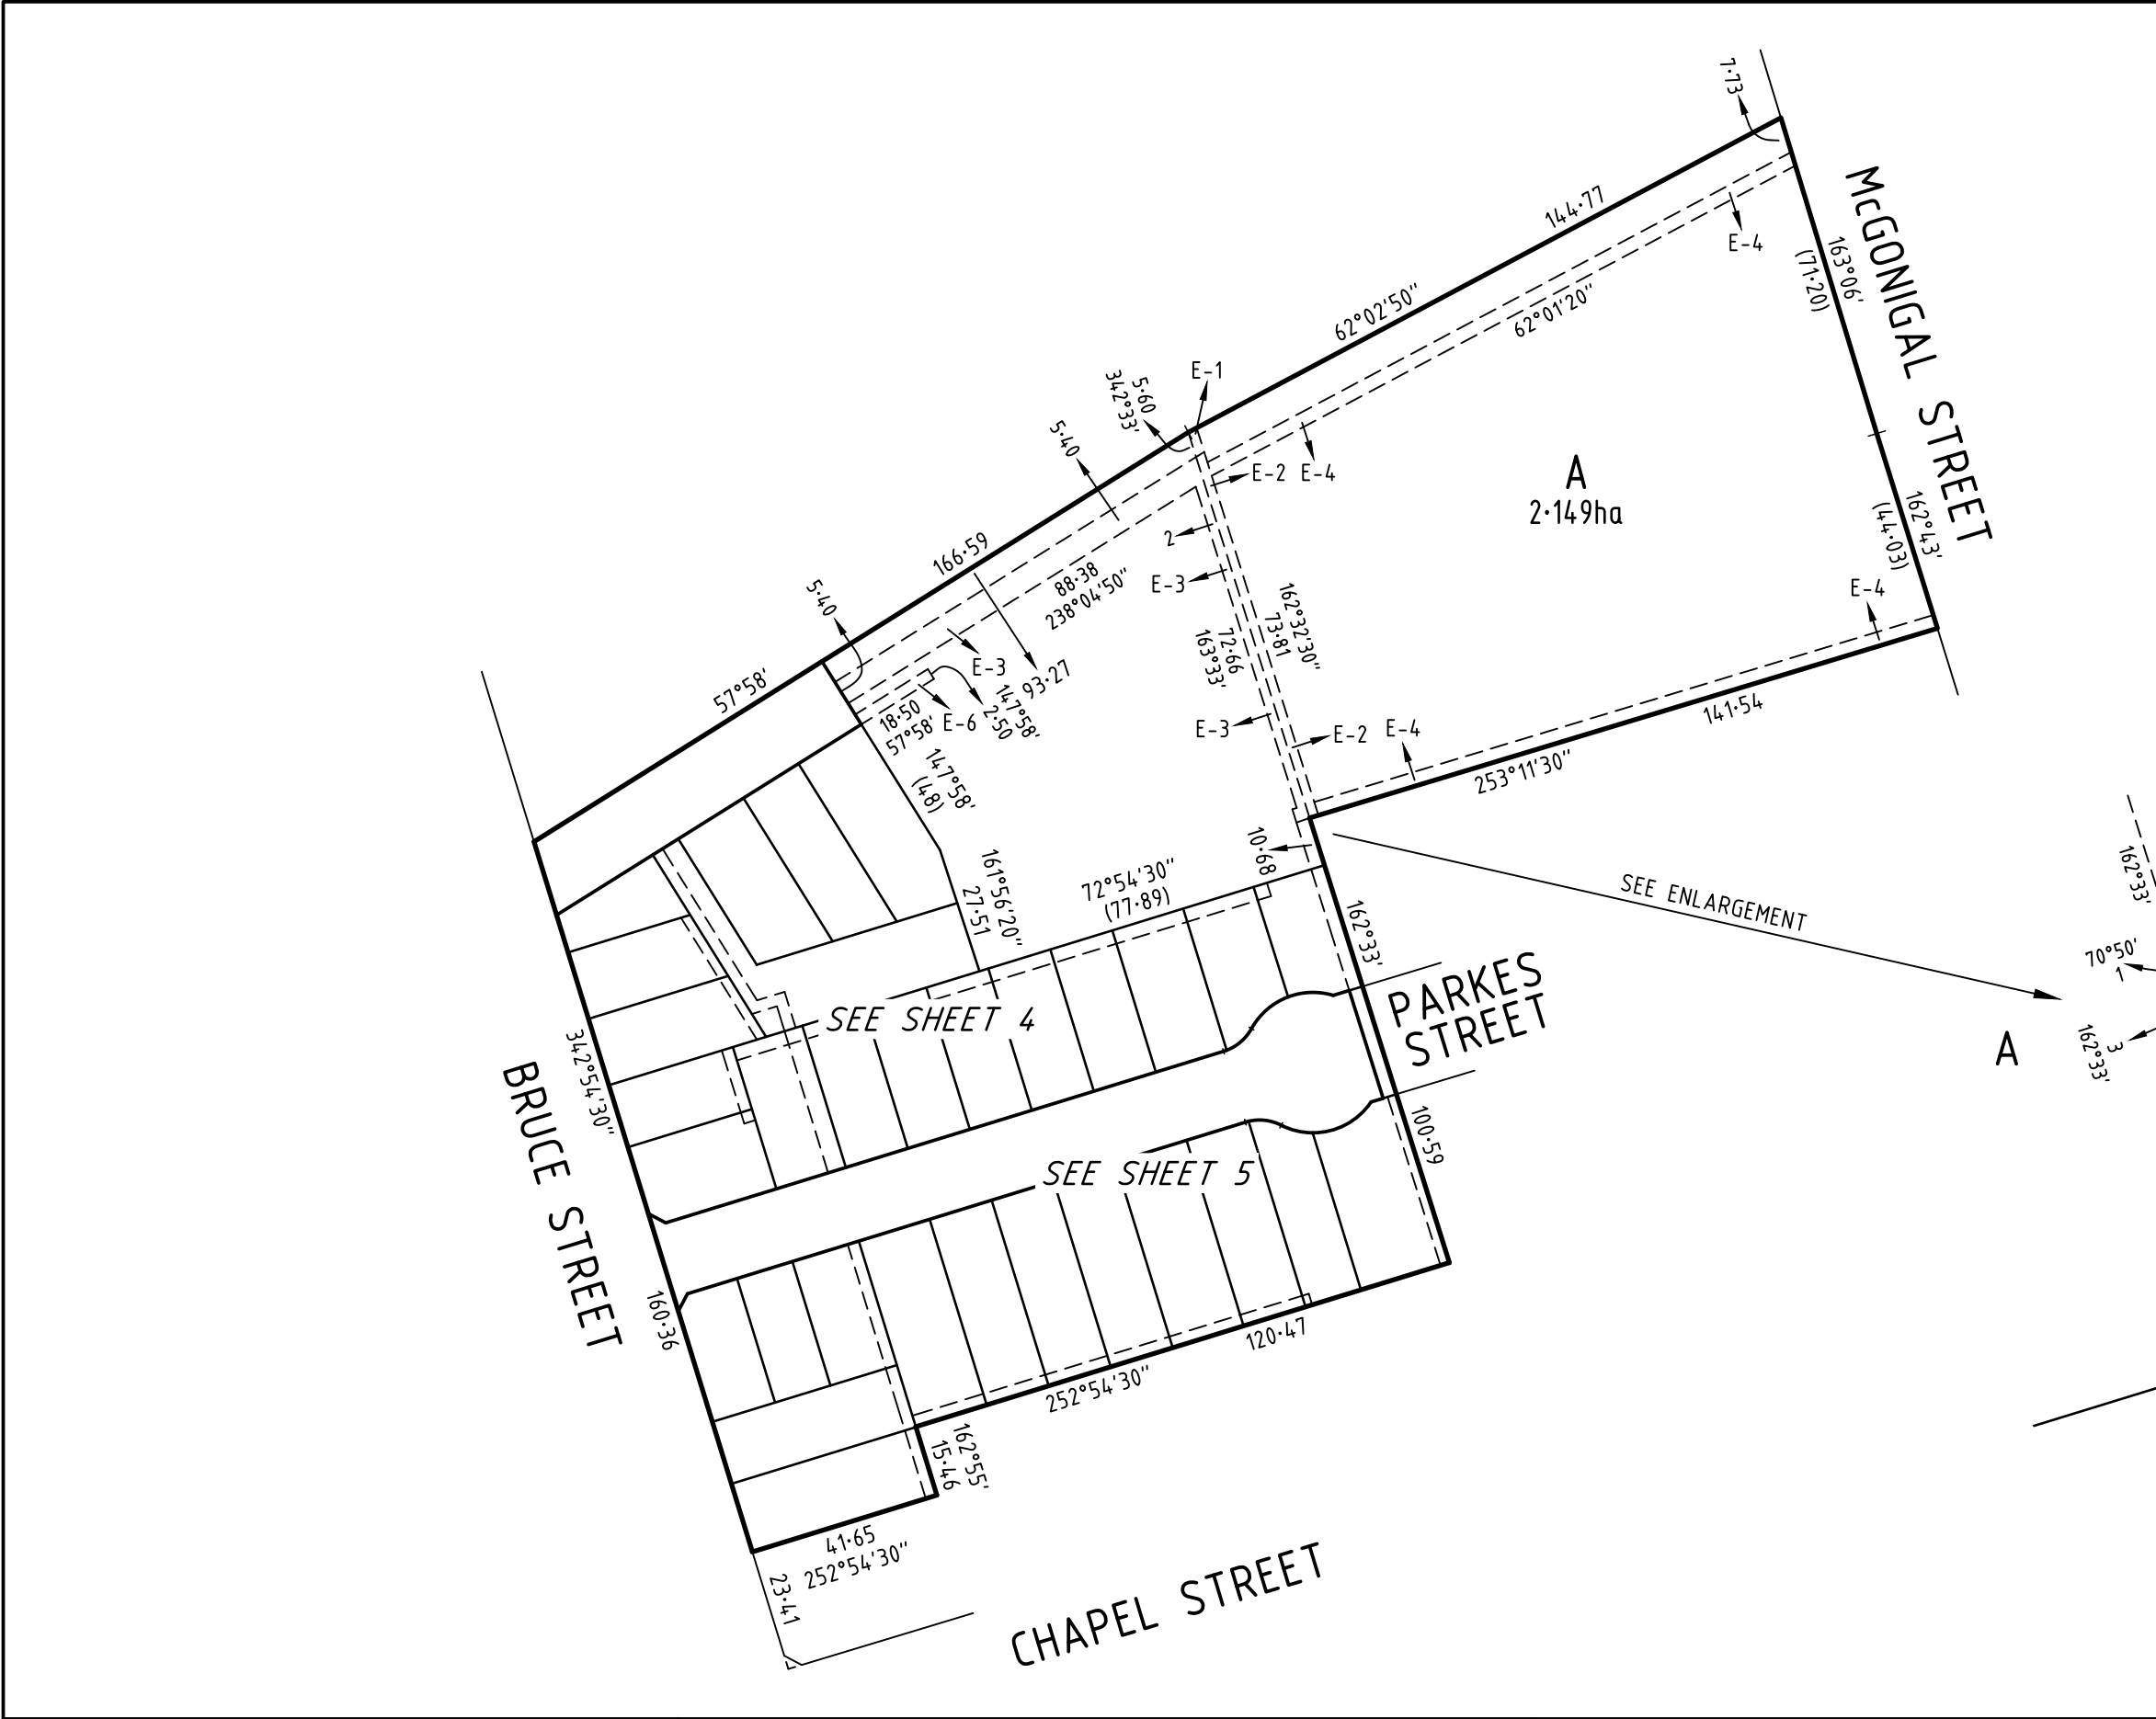 7·73
144·77
McGONIGAL STREET
163°06'
(71·20)
62°02'50"
62°01'20"
E-4
E-1
5·60
342°33'
5·40
E-2
E-4
A
2·149ha
162°43'
(44·03)
E-4
166·59
2
E-3
88·38
238°04'50"
5·40
162°32'30"
73·81
72·66
163°33'
57°58'
E-3
93·27
147°58'
2·50
18·50
57°58'
E-6
E-3
E-2
E-4
141·54
253°11'30"
147°58'
(48)
10·68
161°56'20"
27·51
72°54'30"
(77·89)
SEE ENLARGEMENT
162°33'
162°33'
70°50'
1
PARKES
STREET
SEE SHEET 4
A
3
162°33'
342°54'30"
BRUCE STREET
100·59
SEE SHEET 5
160·36
120·47
252°54'30"
162°55'
15·46
41·65
252°54'30"
23·41
CHAPEL STREET